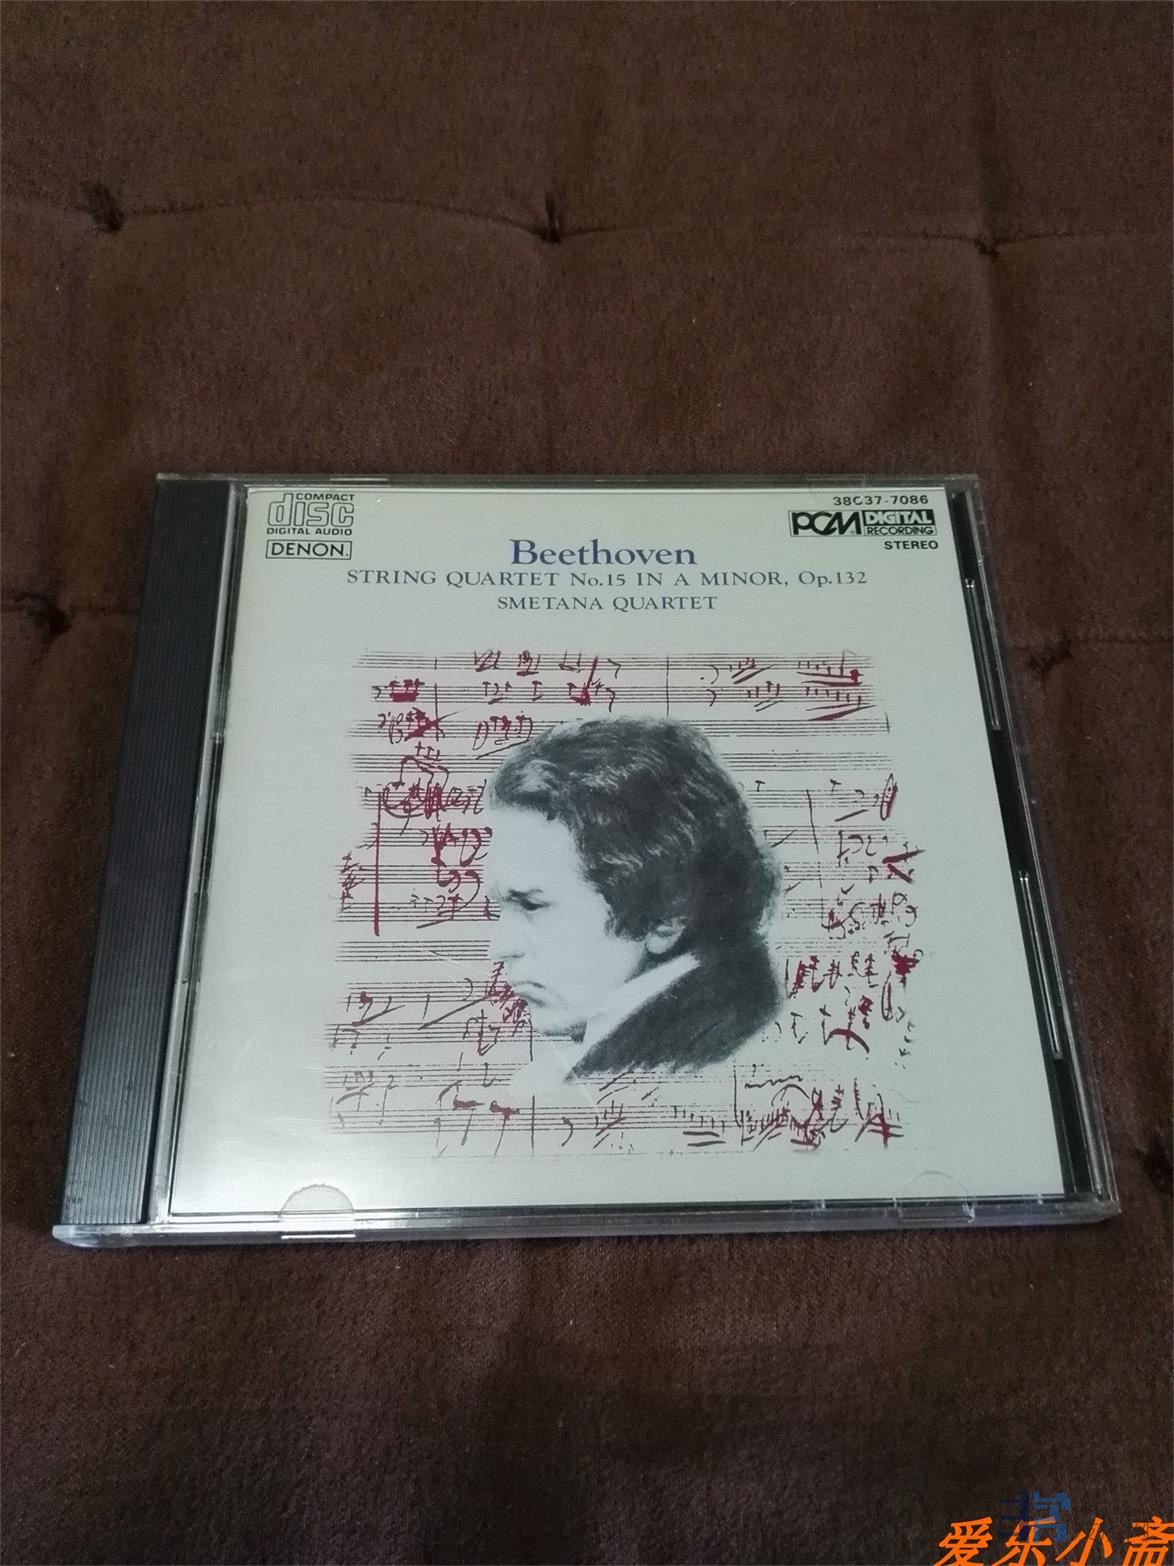 COMPACT
disc
DIGITAL AUDIO
DENON.
38C37-7086
PCM DIGITAL RECORDING
STEREO
Beethoven
STRING QUARTET No.15 IN A MINOR, Op.132
SMETANA QUARTET
爱乐小斋